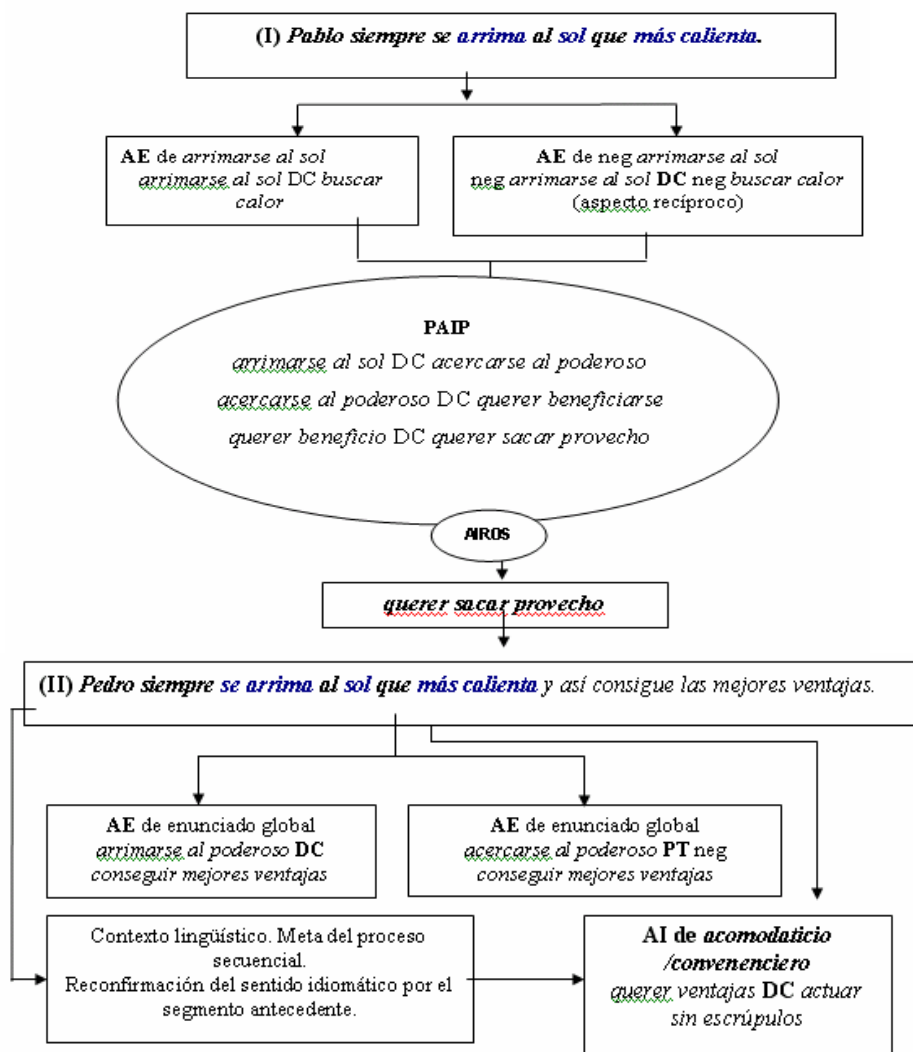 (I) Pablo siempre se arrima al sol que más calienta.
AE de arrimarse al sol
arrimarse al sol DC buscar
calor
AE de neg arrimarse al sol
neg arrimarse al sol DC neg buscar calor
(aspecto recíproco)
PAIP
arrimarse al sol DC acercarse al poderoso
acercarse al poderoso DC querer beneficiarse
querer beneficio DC querer sacar provecho
AIROS
querer sacar provecho
(II) Pedro siempre se arrima al sol que más calienta y así consigue las mejores ventajas.
AE de enunciado global
arrimarse al poderoso DC
conseguir mejores ventajas
AE de enunciado global
acercarse al poderoso PT neg
conseguir mejores ventajas
Contexto lingüístico. Meta del proceso
secuencial.
Reconfirmación del sentido idiomático por el
segmento antecedente.
AI de acomodaticio
/convenenciero
querer ventajas DC actuar
sin escrúpulos